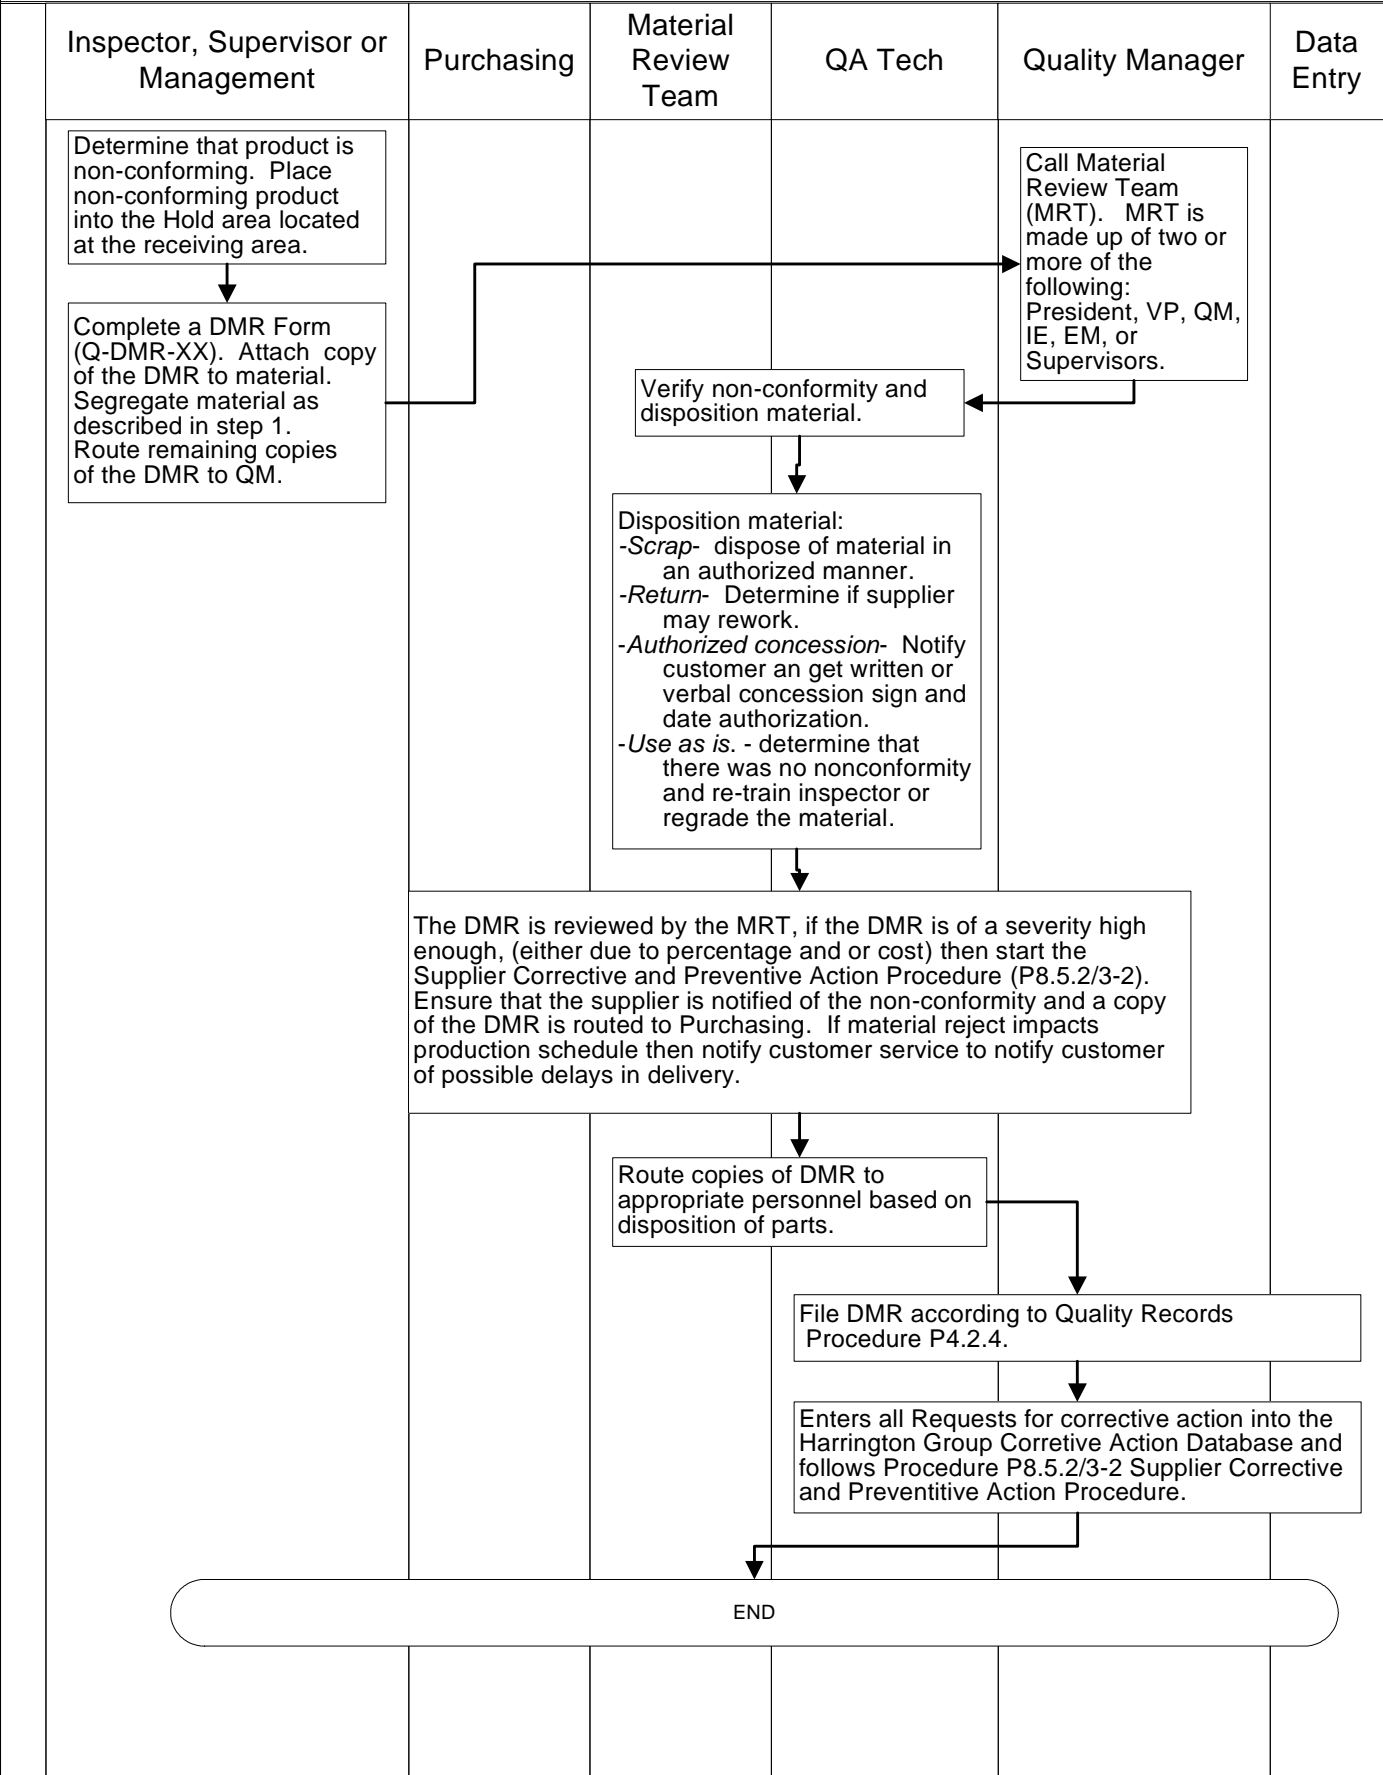 Inspector, Supervisor or
Management
Purchasing
Material
Review
Team
QA Tech
Quality Manager
Data
Entry
Determine that product is
non-conforming.  Place
non-conforming product
into the Hold area located
at the receiving area.
Complete a DMR Form
(Q-DMR-XX).  Attach  copy
of the DMR to material.
Segregate material as
described in step 1.
Route remaining copies
of the DMR to QM.
Call Material
Review Team
(MRT).   MRT is
made up of two or
more of the
following:
President, VP, QM,
IE, EM, or
Supervisors.
Verify non-conformity and
disposition material.
Disposition material:
-Scrap-  dispose of material in
an authorized manner.
-Return-  Determine if supplier
may rework.
-Authorized concession-  Notify
customer an get written or
verbal concession sign and
date authorization.
-Use as is. - determine that
there was no nonconformity
and re-train inspector or
regrade the material.
The DMR is reviewed by the MRT, if the DMR is of a severity high
enough, (either due to percentage and or cost) then start the
Supplier Corrective and Preventive Action Procedure (P8.5.2/3-2).
Ensure that the supplier is notified of the non-conformity and a copy
of the DMR is routed to Purchasing.  If material reject impacts
production schedule then notify customer service to notify customer
of possible delays in delivery.
Route copies of DMR to
appropriate personnel based on
disposition of parts.
File DMR according to Quality Records
Procedure P4.2.4.
Enters all Requests for corrective action into the
Harrington Group Corretive Action Database and
follows Procedure P8.5.2/3-2 Supplier Corrective
and Preventitive Action Procedure.
END